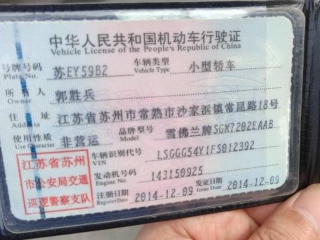 中华人民共和国机动车行驶证
Vehicle License of the People's Republic of China
号牌号码 苏EY59B2 车辆类型 小型轿车
Plate No. Vehicle Type
所有人 郭胜兵
Owner
住址 江苏省苏州市常熟市沙家浜镇常昆路18号
Address
使用性质 非营运 品牌型号 雪佛兰牌SGM7202EAAB
Use Character Model
江苏省苏州 车辆识别代号 LSGGG54Y1FS012392
市公安局交通 VIN
巡逻警察支队 发动机号码 143150925
Engine No.
注册日期 2014-12-09 发证日期 2014-12-09
Register Date Issue Date